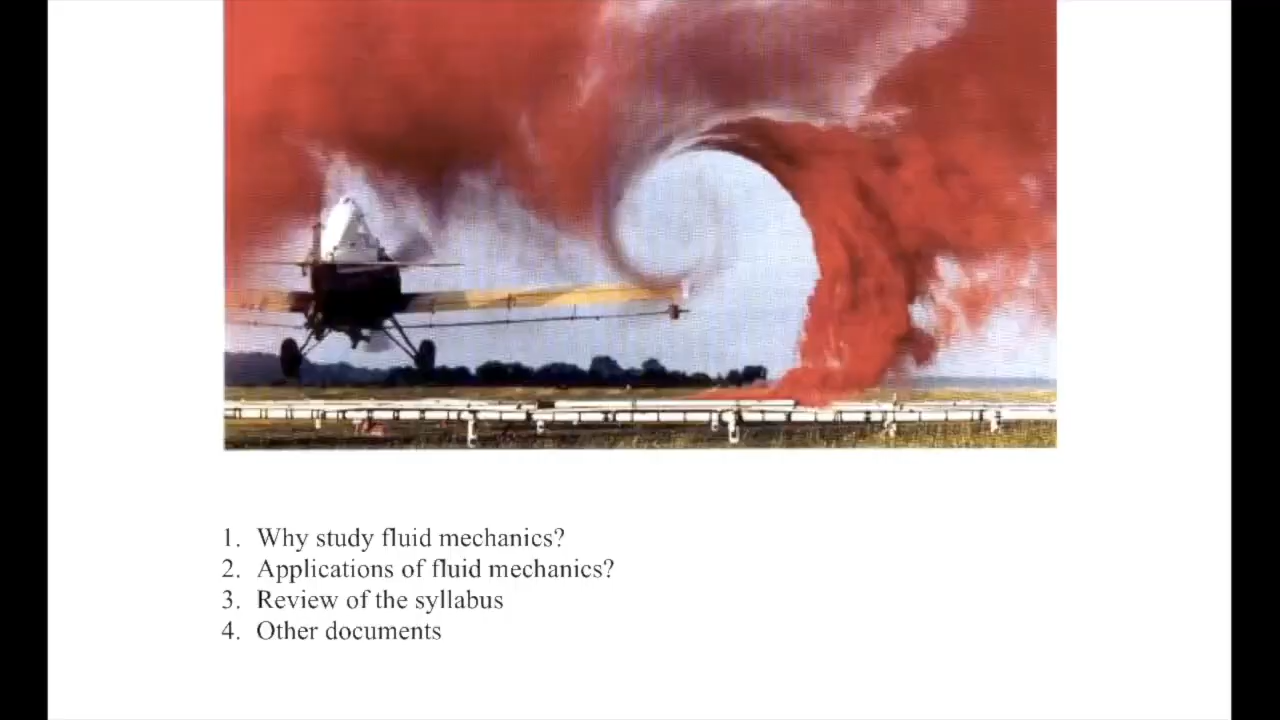 1. Why study fluid mechanics?
2. Applications of fluid mechanics?
3. Review of the syllabus
4. Other documents